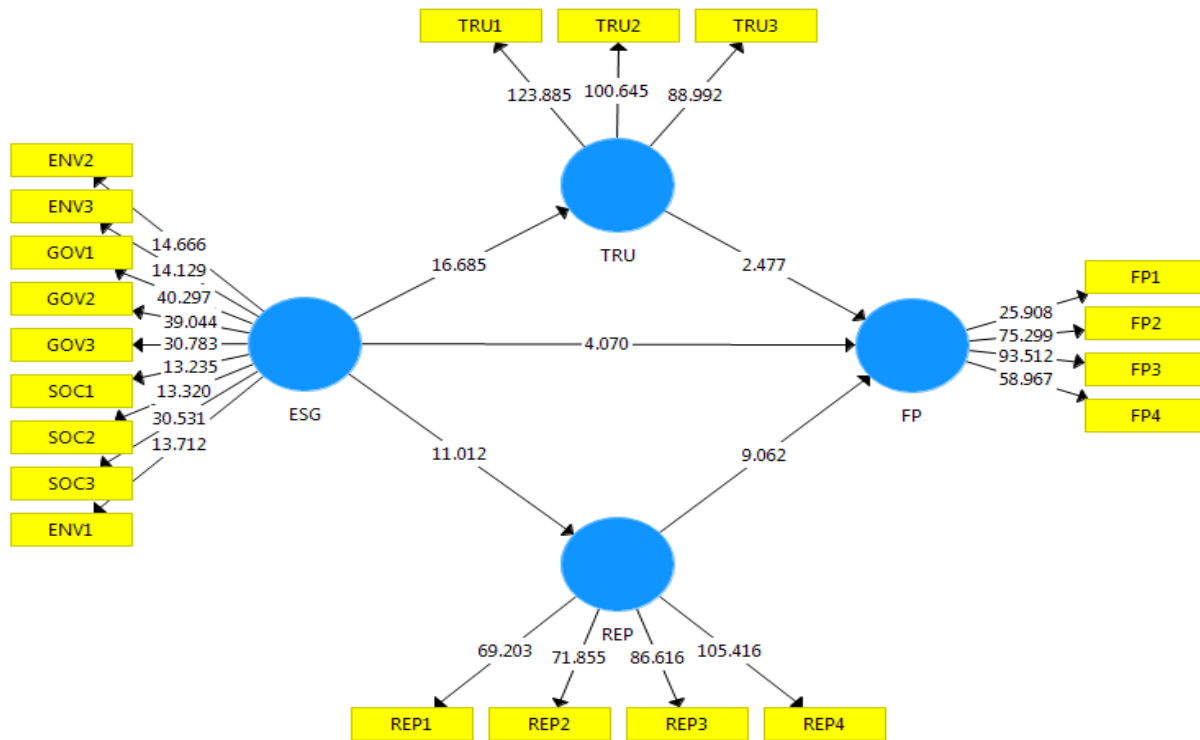 TRU1
TRU2
TRU3
123.885
100.645
88.992
TRU
ENV2
ENV3
GOV1
GOV2
GOV3
SOC1
SOC2
SOC3
ENV1
14.666
14.129
40.297
39.044
30.783
13.235
13.320
30.531
13.712
ESG
16.685
4.070
11.012
2.477
9.062
FP
25.908
75.299
93.512
58.967
FP1
FP2
FP3
FP4
REP
69.203
71.855
86.616
105.416
REP1
REP2
REP3
REP4